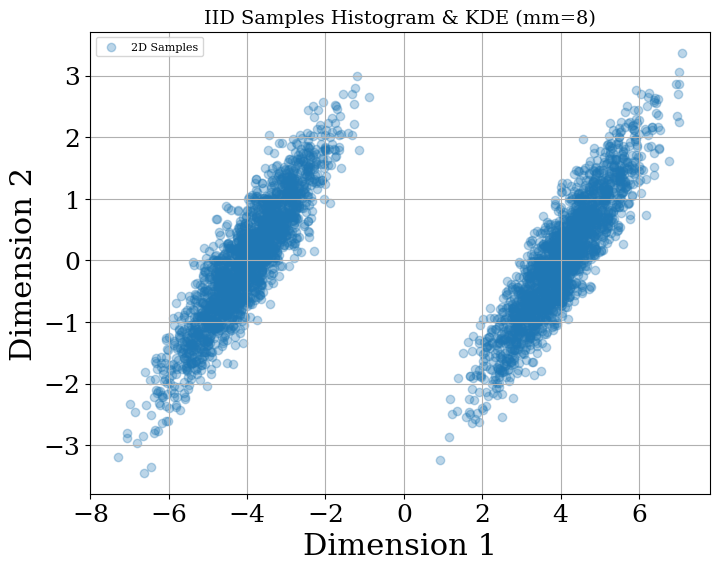 IID Samples Histogram & KDE (mm=8)
2D Samples
Dimension 2
3
2
1
0
−1
−2
−3
−8 −6 −4 −2 0 2 4 6
Dimension 1